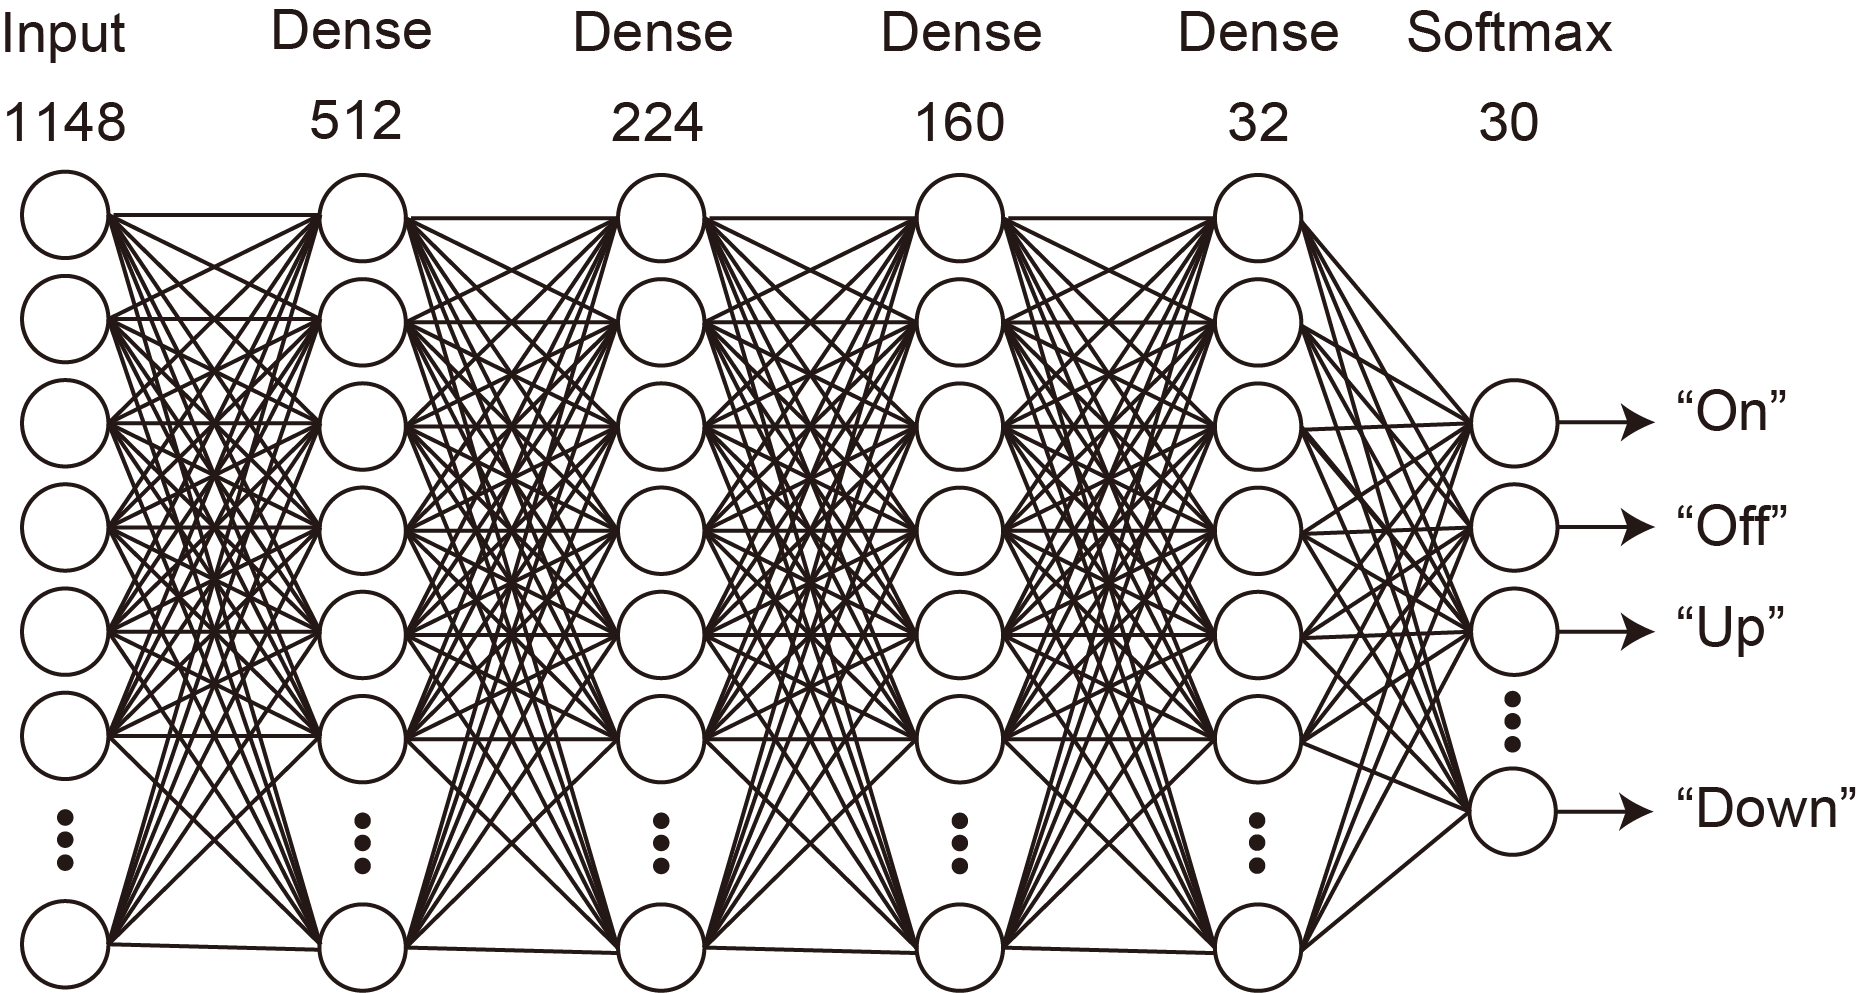 Input Dense Dense Dense Dense Softmax
1148 512 224 160 32 30
“On”
“Off”
“Up”
“Down”